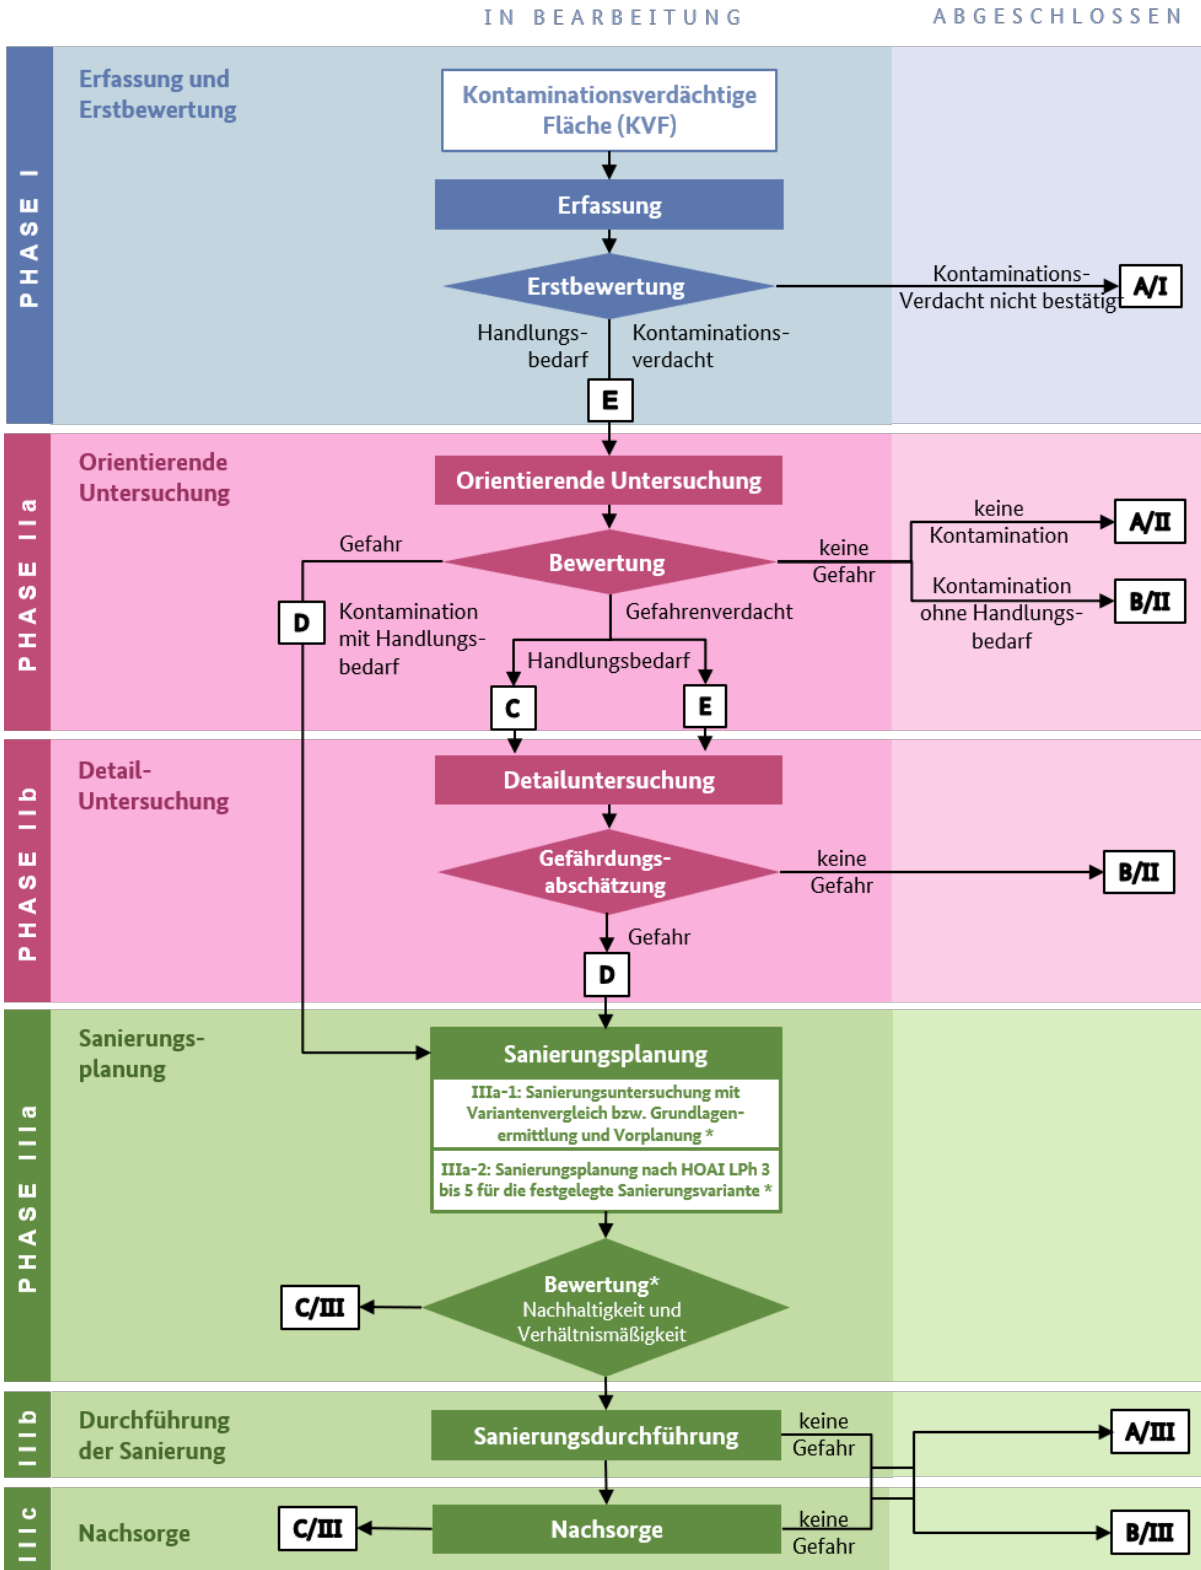 IN BEARBEITUNG
ABGESCHLOSSEN
PHASE I
Erfassung und
Erstbewertung
Kontaminationsverdächtige
Fläche (KVF)
Erfassung
Erstbewertung
Kontaminations-
Verdacht nicht bestätigt
A/I
Handlungs-
bedarf
Kontaminations-
verdacht
E
PHASE IIa
Orientierende
Untersuchung
Orientierende Untersuchung
Bewertung
Gefahr
D
Kontamination
mit Handlungs-
bedarf
keine
Gefahr
keine
Kontamination
A/II
Kontamination
ohne Handlungs-
bedarf
B/II
Gefahrenverdacht
Handlungsbedarf
C
E
PHASE IIb
Detail-
Untersuchung
Detailuntersuchung
Gefährdungs-
abschätzung
keine
Gefahr
B/II
Gefahr
D
PHASE IIIa
Sanierungs-
planung
Sanierungsplanung
IIIa-1: Sanierungsuntersuchung mit
Variantenvergleich bzw. Grundlagen-
ermittlung und Vorplanung *
IIIa-2: Sanierungsplanung nach HOAI LPh 3
bis 5 für die festgelegte Sanierungsvariante *
Bewertung*
Nachhaltigkeit und
Verhältnismäßigkeit
C/III
IIIb
Durchführung
der Sanierung
Sanierungsdurchführung
keine
Gefahr
A/III
IIIc
Nachsorge
C/III
Nachsorge
keine
Gefahr
B/III